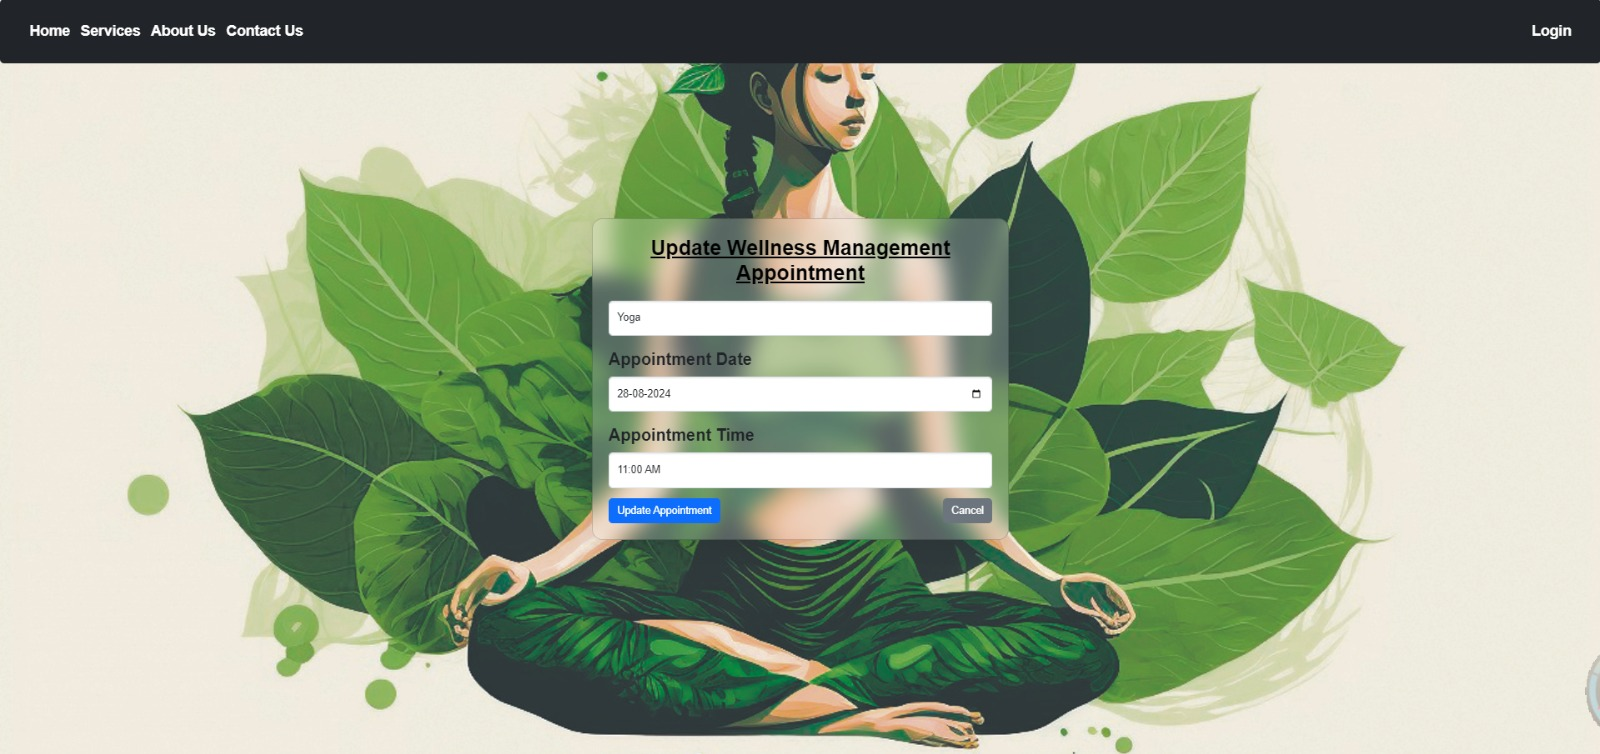 Home Services About Us Contact Us Login
Update Wellness Management
Appointment
Yoga
Appointment Date
28-08-2024
Appointment Time
11:00 AM
Update Appointment Cancel